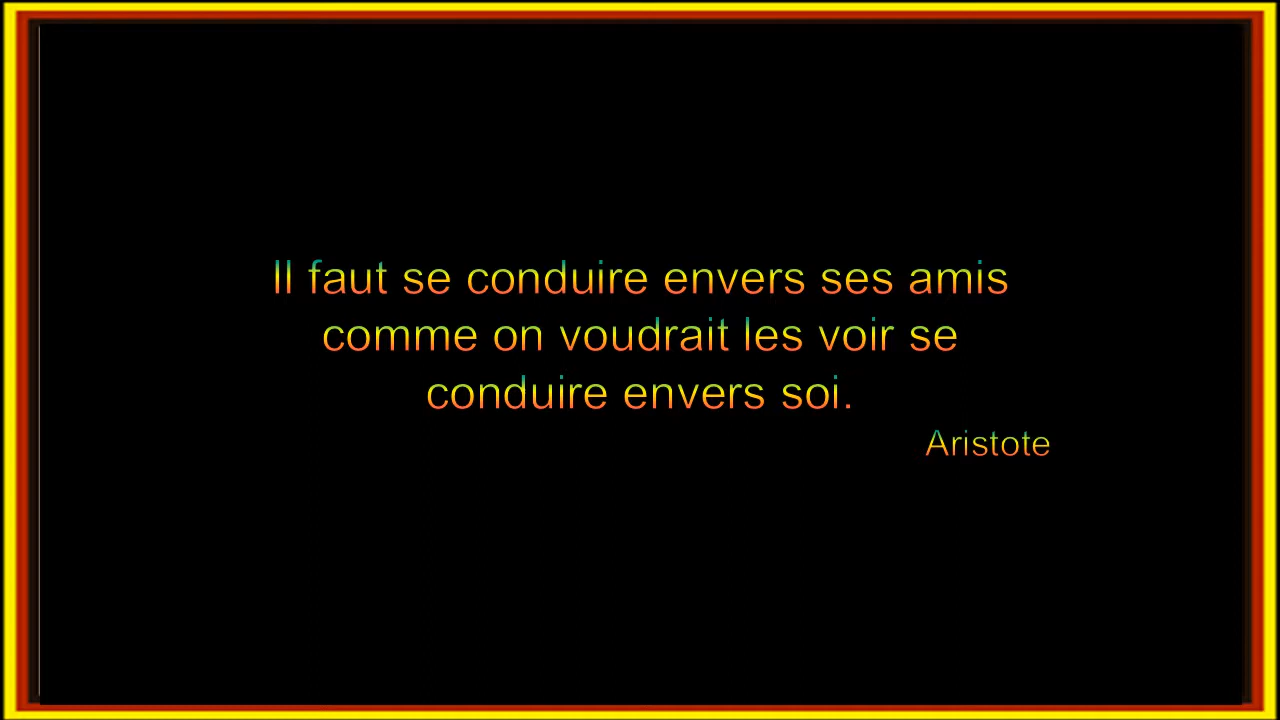 Il faut se conduire envers ses amis
comme on voudrait les voir se
conduire envers soi.
Aristote